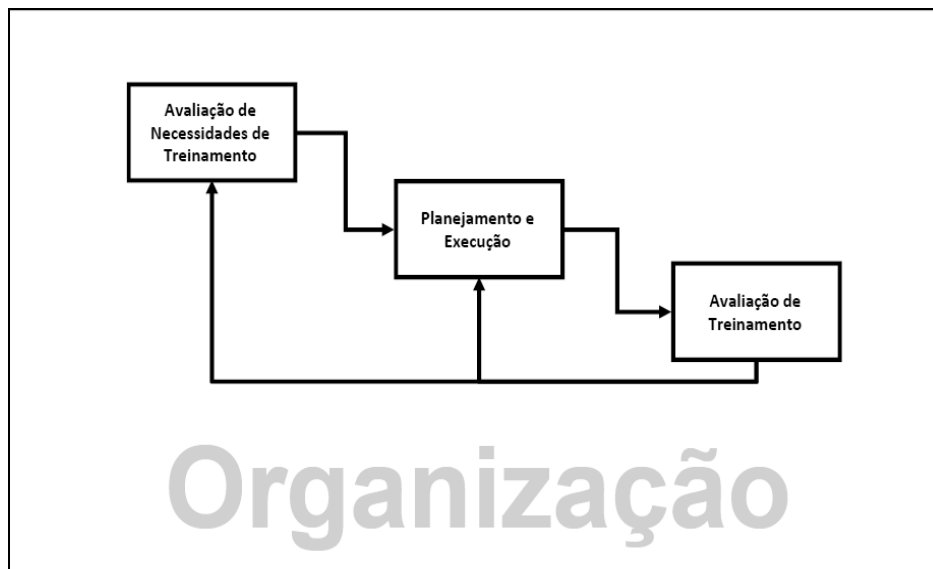 Avaliação de
Necessidades de
Treinamento
Planejamento e
Execução
Avaliação de
Treinamento
Organização